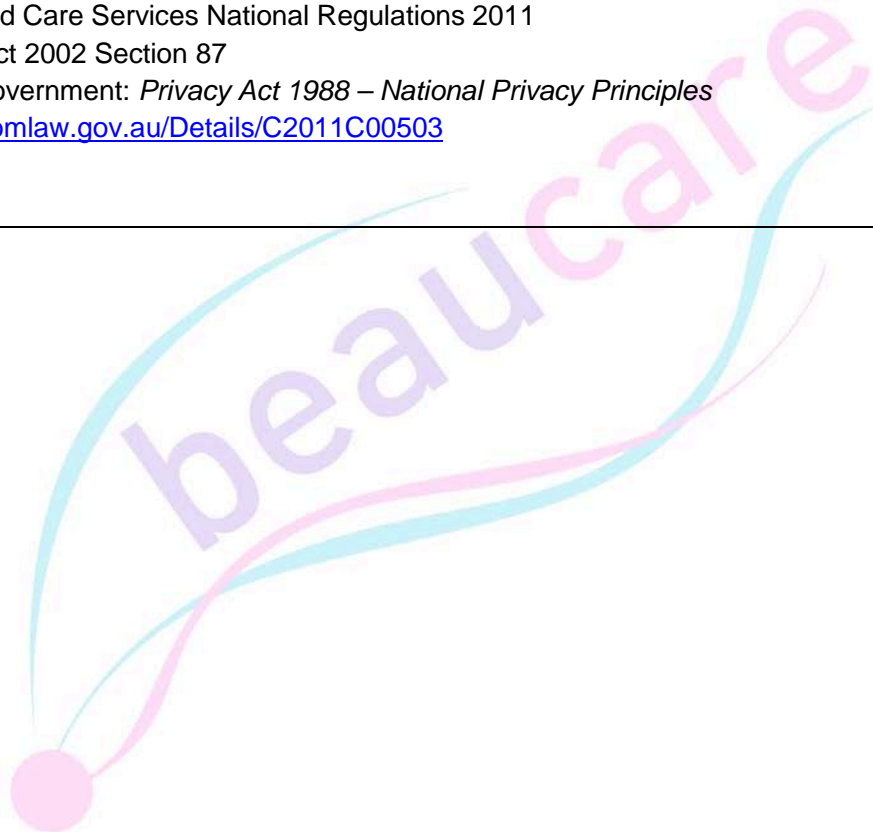 d Care Services National Regulations 2011
ct 2002 Section 87
overnment: Privacy Act 1988 – National Privacy Principles
omlaw.gov.au/Details/C2011C00503
beaucare